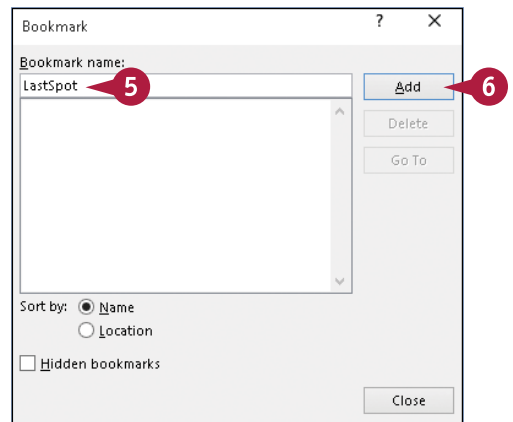 Bookmark ? X
Bookmark name:
LastSpot 5
Add 6
Delete
Go To
Sort by: Name
Location
Hidden bookmarks
Close